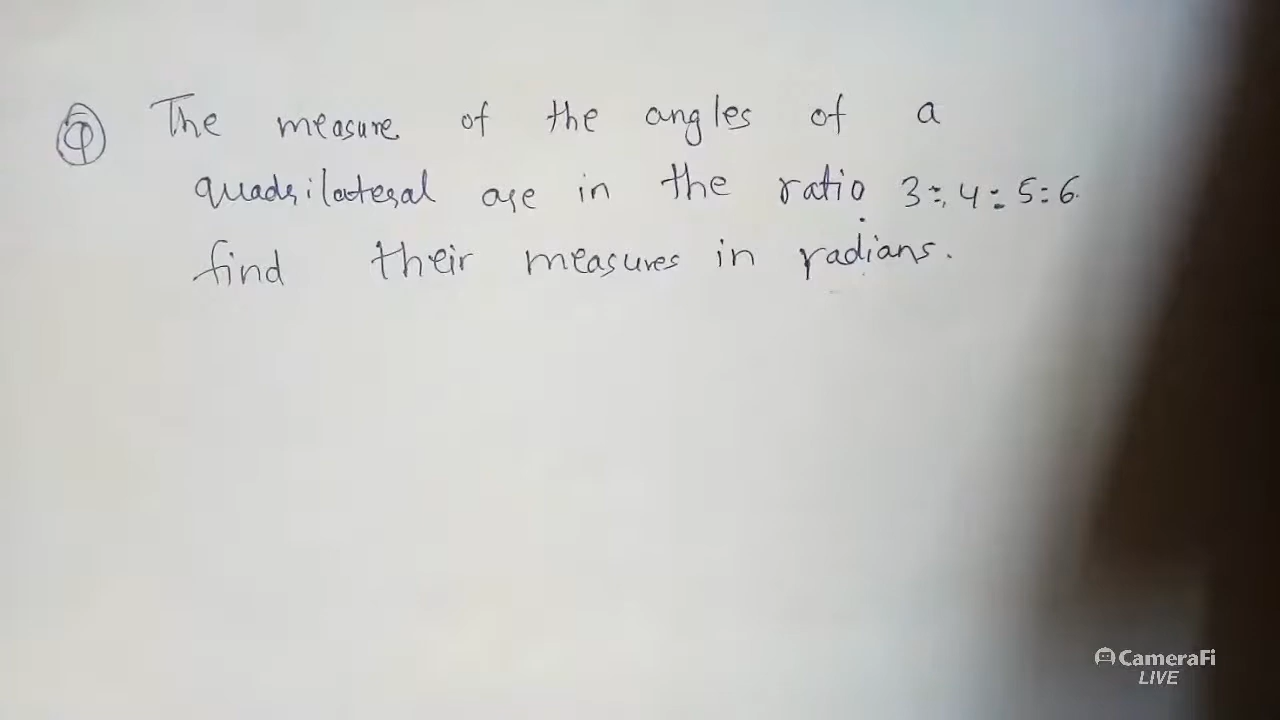 Q The measure of the angles of a
quadrilateral are in the ratio 3:4:5:6
find their measures in radians.
CameraFi
LIVE